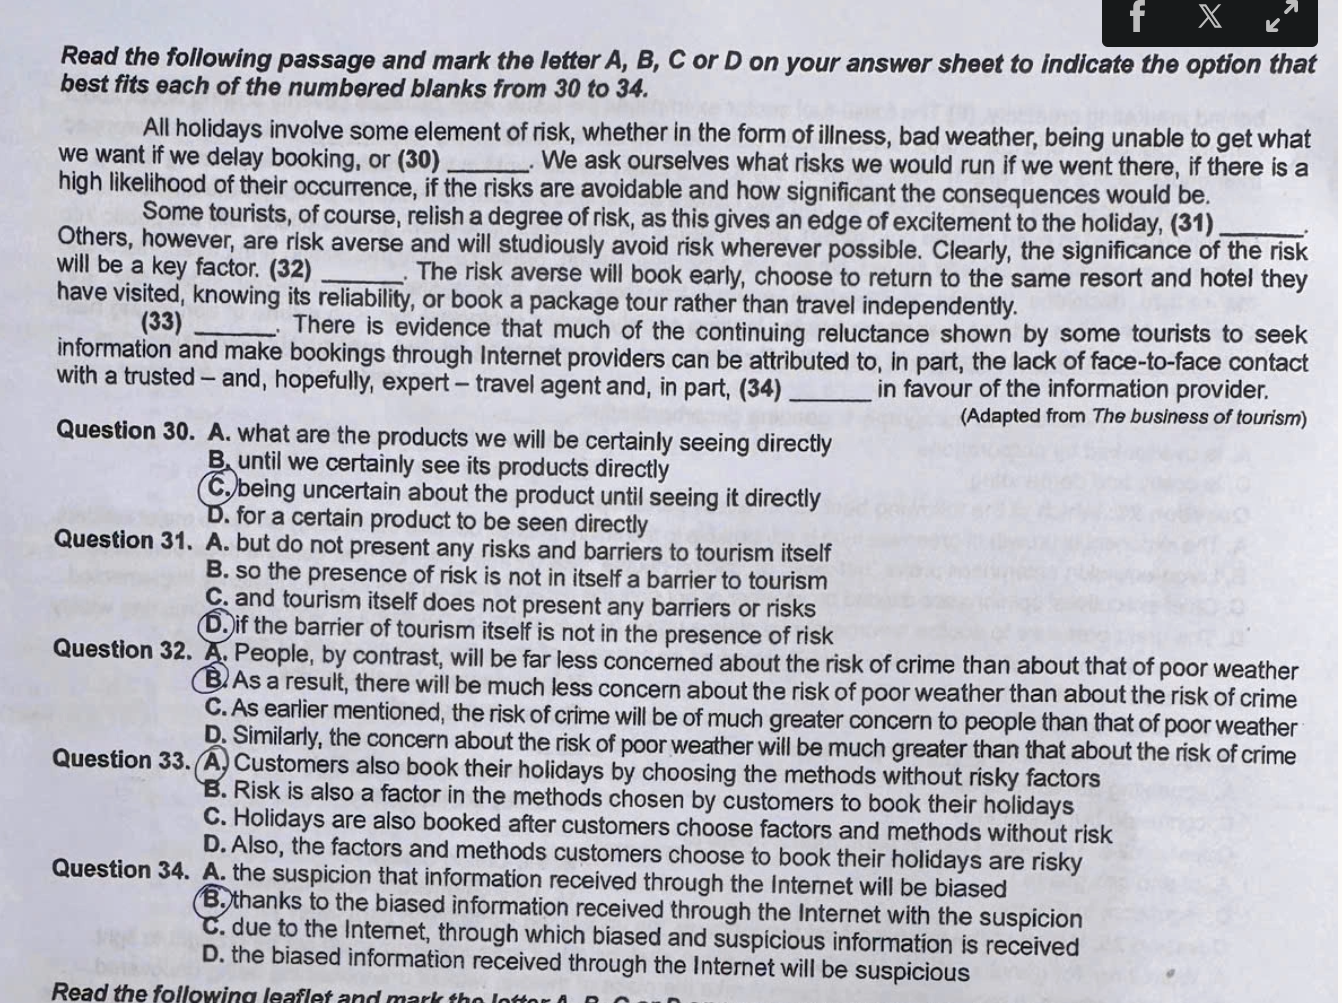 f X
Read the following passage and mark the letter A, B, C or D on your answer sheet to indicate the option that
best fits each of the numbered blanks from 30 to 34.
All holidays involve some element of risk, whether in the form of illness, bad weather, being unable to get what
we want if we delay booking, or (30) ______. We ask ourselves what risks we would run if we went there, if there is a
high likelihood of their occurrence, if the risks are avoidable and how significant the consequences would be.
Some tourists, of course, relish a degree of risk, as this gives an edge of excitement to the holiday, (31) ______.
Others, however, are risk averse and will studiously avoid risk wherever possible. Clearly, the significance of the risk
will be a key factor. (32) ______. The risk averse will book early, choose to return to the same resort and hotel they
have visited, knowing its reliability, or book a package tour rather than travel independently.
(33) ______. There is evidence that much of the continuing reluctance shown by some tourists to seek
information and make bookings through Internet providers can be attributed to, in part, the lack of face-to-face contact
with a trusted – and, hopefully, expert – travel agent and, in part, (34) ______ in favour of the information provider.
(Adapted from The business of tourism)
Question 30. A. what are the products we will be certainly seeing directly
B. until we certainly see its products directly
C. being uncertain about the product until seeing it directly
D. for a certain product to be seen directly
Question 31. A. but do not present any risks and barriers to tourism itself
B. so the presence of risk is not in itself a barrier to tourism
C. and tourism itself does not present any barriers or risks
D. if the barrier of tourism itself is not in the presence of risk
Question 32. A. People, by contrast, will be far less concerned about the risk of crime than about that of poor weather
B. As a result, there will be much less concern about the risk of poor weather than about the risk of crime
C. As earlier mentioned, the risk of crime will be of much greater concern to people than that of poor weather
D. Similarly, the concern about the risk of poor weather will be much greater than that about the risk of crime
Question 33. A. Customers also book their holidays by choosing the methods without risky factors
B. Risk is also a factor in the methods chosen by customers to book their holidays
C. Holidays are also booked after customers choose factors and methods without risk
D. Also, the factors and methods customers choose to book their holidays are risky
Question 34. A. the suspicion that information received through the Internet will be biased
B. thanks to the biased information received through the Internet with the suspicion
C. due to the Internet, through which biased and suspicious information is received
D. the biased information received through the Internet will be suspicious
Read the following leaflet and mark the letter A, B, C or D